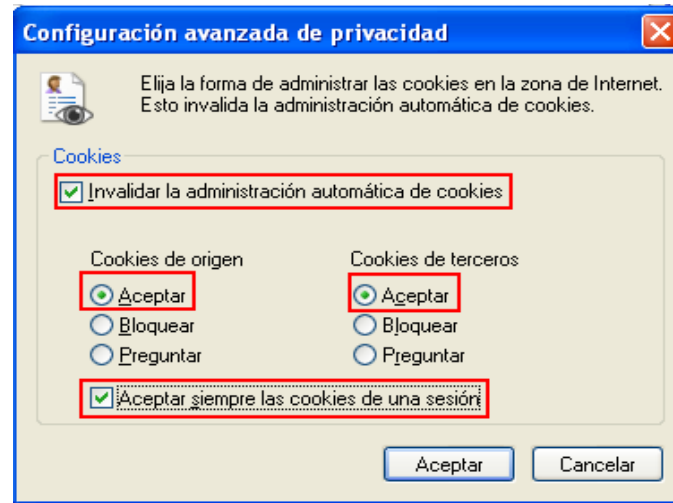 Configuración avanzada de privacidad
Elija la forma de administrar las cookies en la zona de Internet.
Esto invalida la administración automática de cookies.
Cookies
Invalidar la administración automática de cookies
Cookies de origen
Cookies de terceros
Aceptar
Aceptar
Bloquear
Bloquear
Preguntar
Preguntar
Aceptar siempre las cookies de una sesión
Aceptar
Cancelar